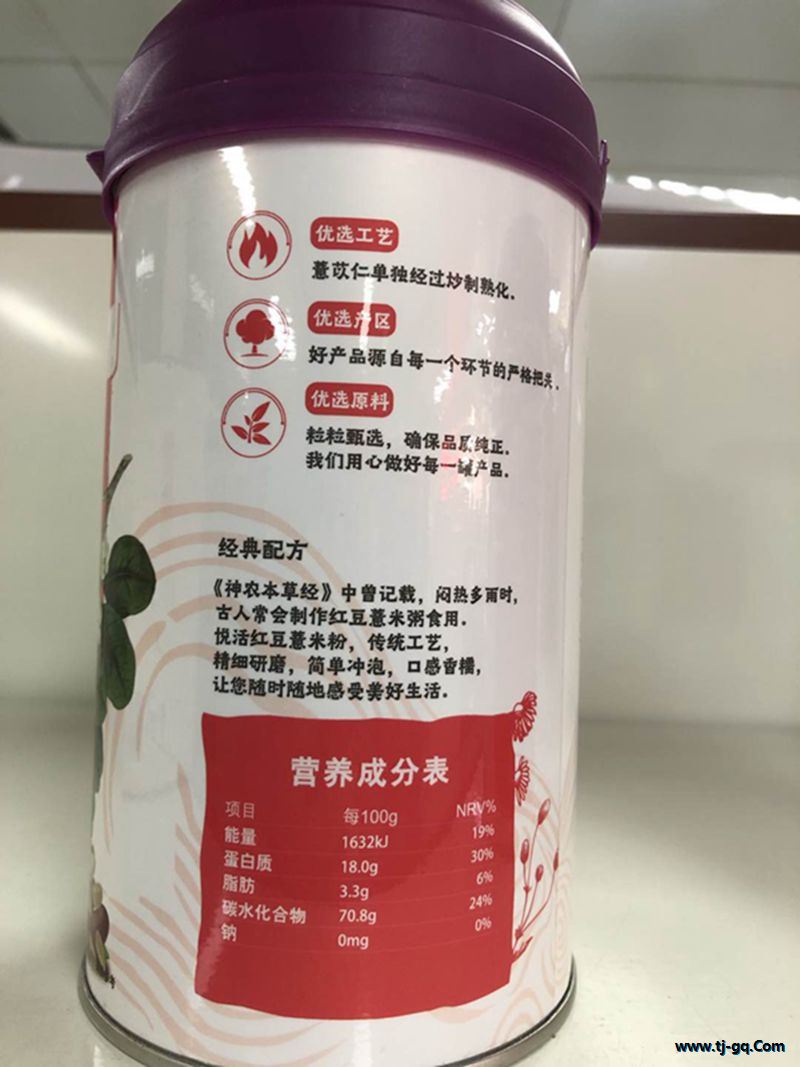 优选工艺
薏苡仁单独经过炒制熟化.
优选产区
好产品源自每一个环节的严格把关.
优选原料
粒粒甄选，确保品质纯正.
我们用心做好每一罐产品.
经典配方
《神农本草经》中曾记载，闷热多雨时，
古人常会制作红豆薏米粥食用.
悦活红豆薏米粉，传统工艺，
精细研磨，简单冲泡，口感香糯，
让您随时随地感受美好生活.
营养成分表
项目 每100g NRV%
能量 1632kJ 19%
蛋白质 18.0g 30%
脂肪 3.3g 6%
碳水化合物 70.8g 24%
钠 0mg 0%
www.tj-gq.Com